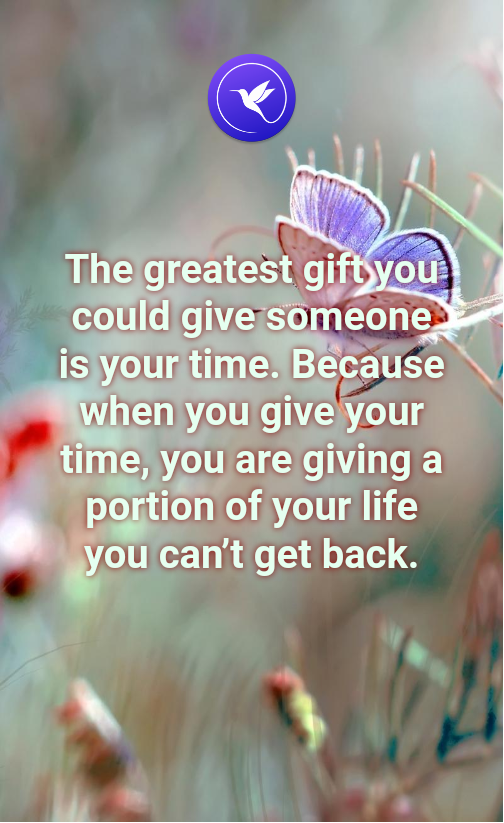 The greatest gift you
could give someone
is your time. Because
when you give your
time, you are giving a
portion of your life
you can’t get back.